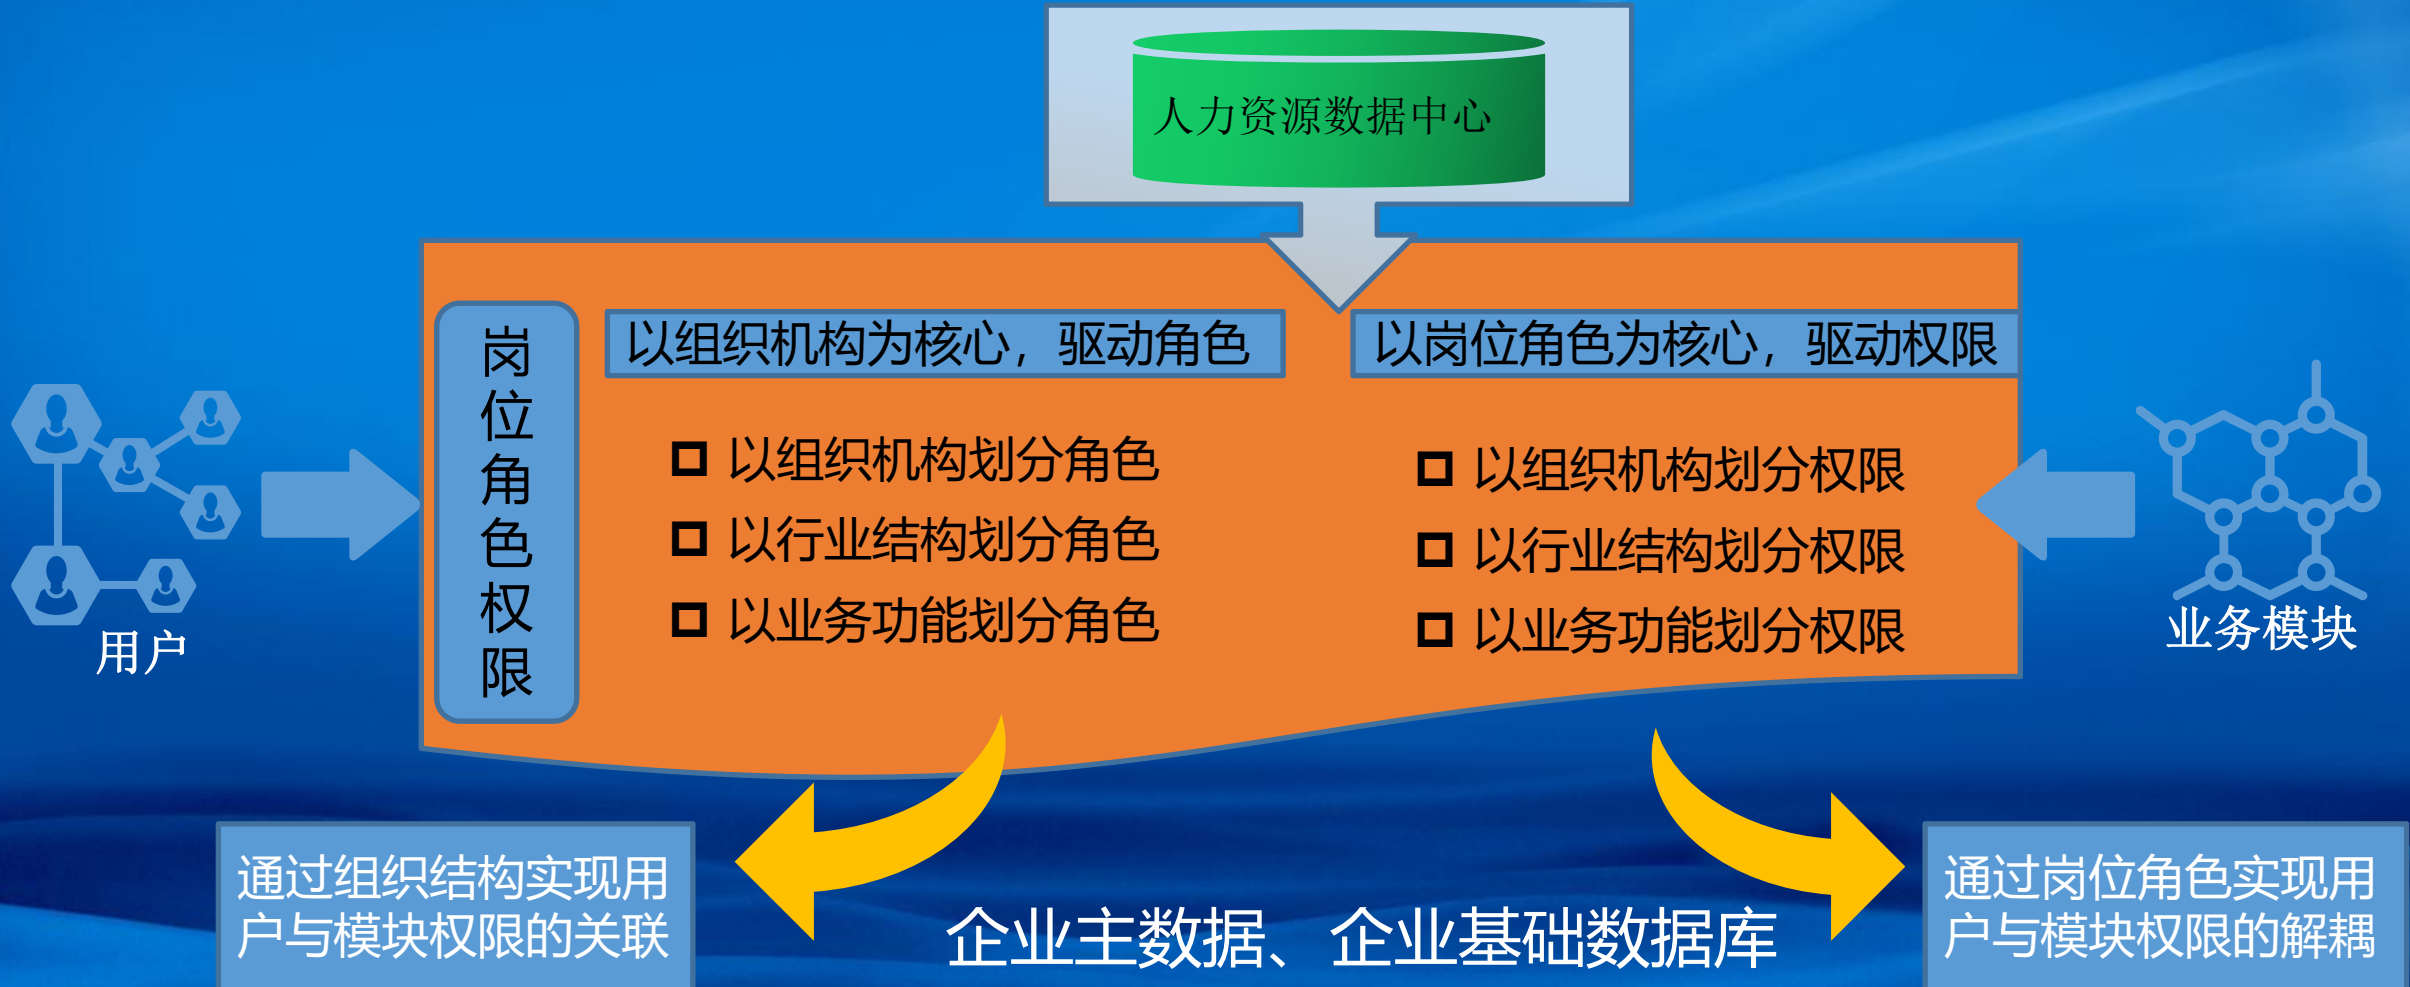 人力资源数据中心
岗位角色权限
以组织机构为核心，驱动角色
以组织机构划分角色
以行业结构划分角色
以业务功能划分角色
以岗位角色为核心，驱动权限
以组织机构划分权限
以行业结构划分权限
以业务功能划分权限
用户
业务模块
通过组织结构实现用
户与模块权限的关联
企业主数据、企业基础数据库
通过岗位角色实现用
户与模块权限的解耦